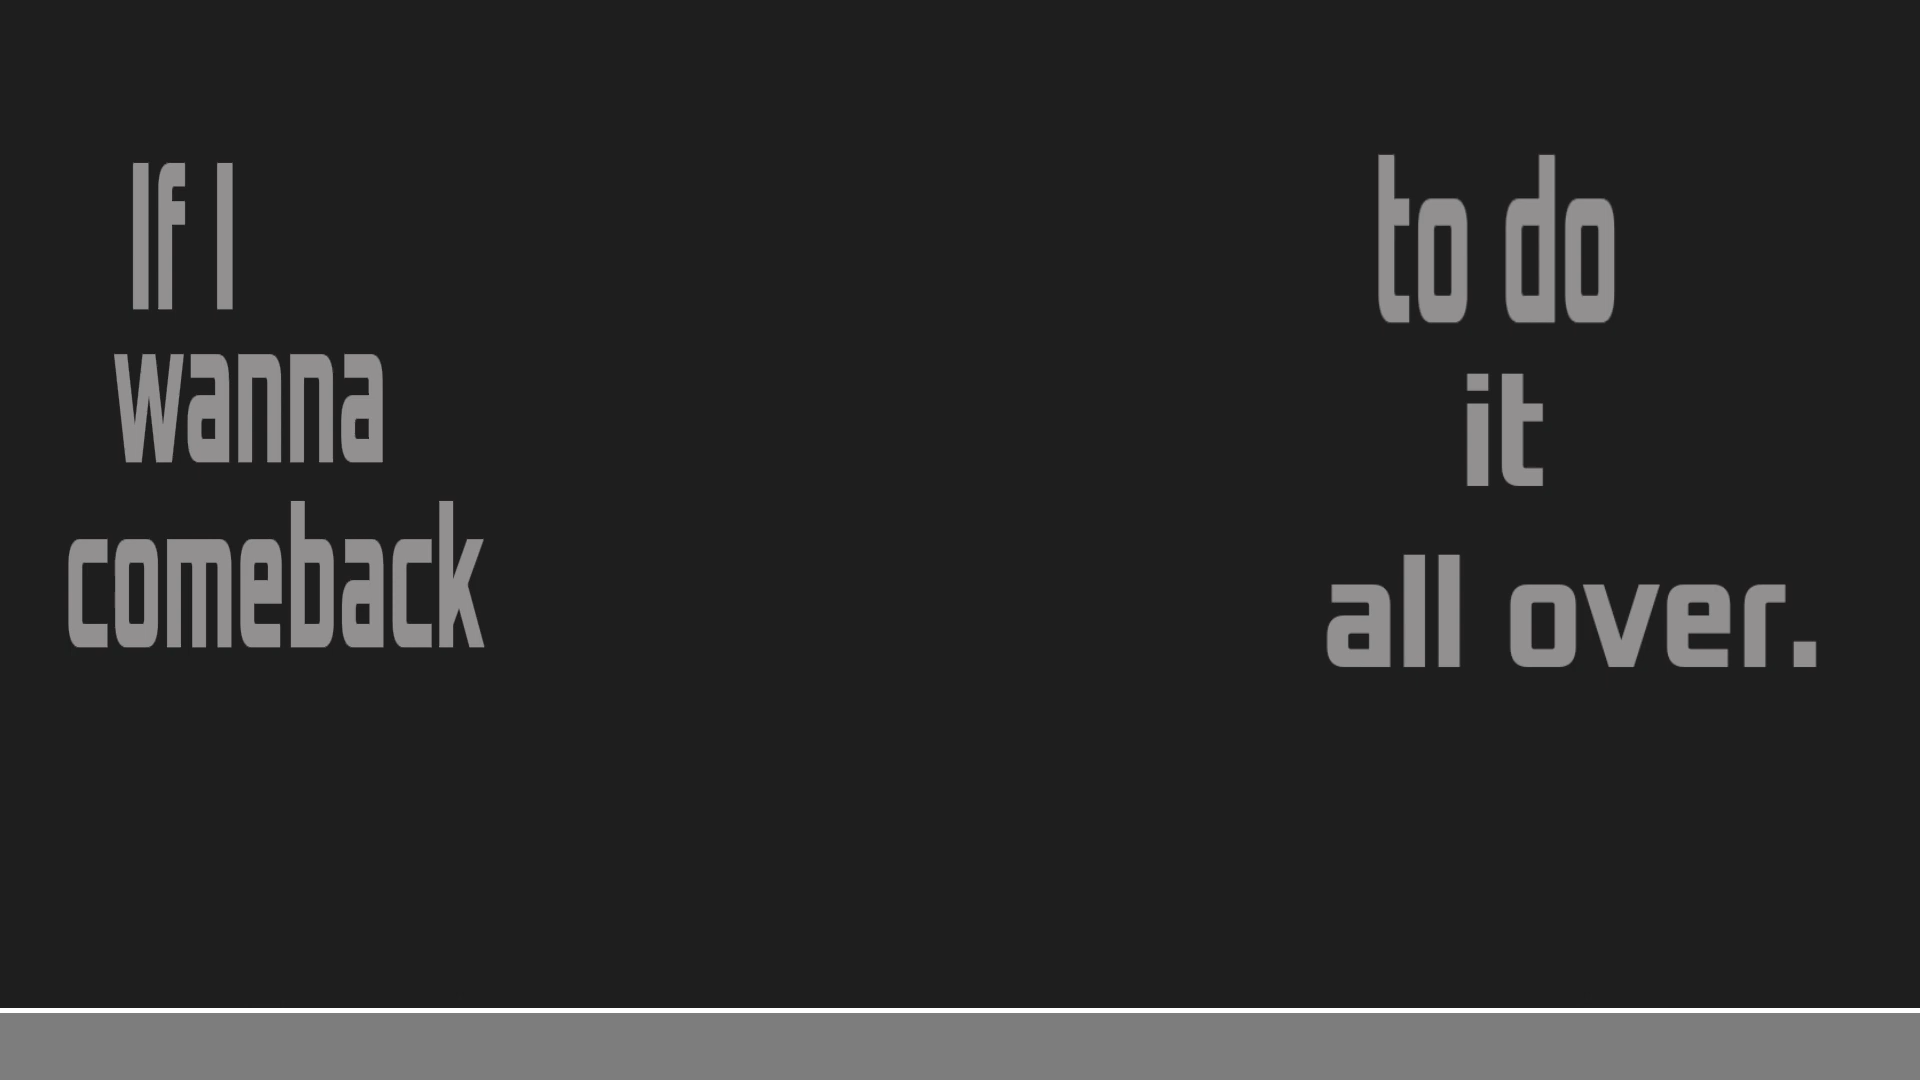 If I
wanna
comeback
to do
it
all over.